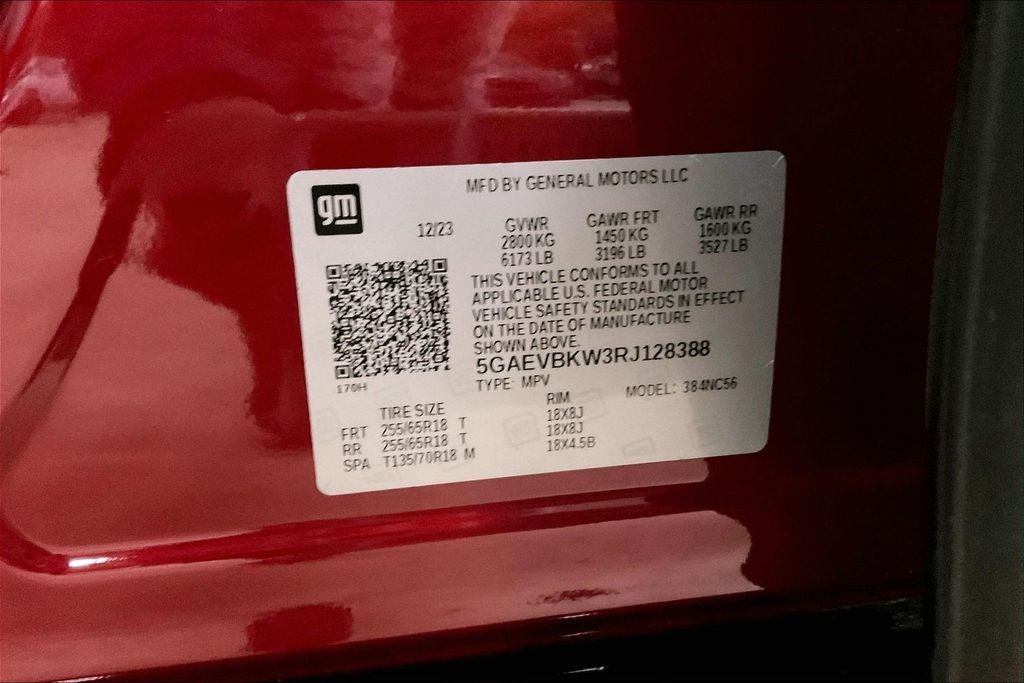 gm
MFD BY GENERAL MOTORS LLC
12/23
GVWR GAWR FRT GAWR RR
2800 KG 1450 KG 1600 KG
6173 LB 3196 LB 3527 LB
THIS VEHICLE CONFORMS TO ALL
APPLICABLE U.S. FEDERAL MOTOR
VEHICLE SAFETY STANDARDS IN EFFECT
ON THE DATE OF MANUFACTURE
SHOWN ABOVE.
5GAEVBKW3RJ128388
170H
TYPE: MPV MODEL: 384NC56
TIRE SIZE RIM
FRT 255/65R18 T 18X8J
RR 255/65R18 T 18X8J
SPA T135/70R18 M 18X4.5B